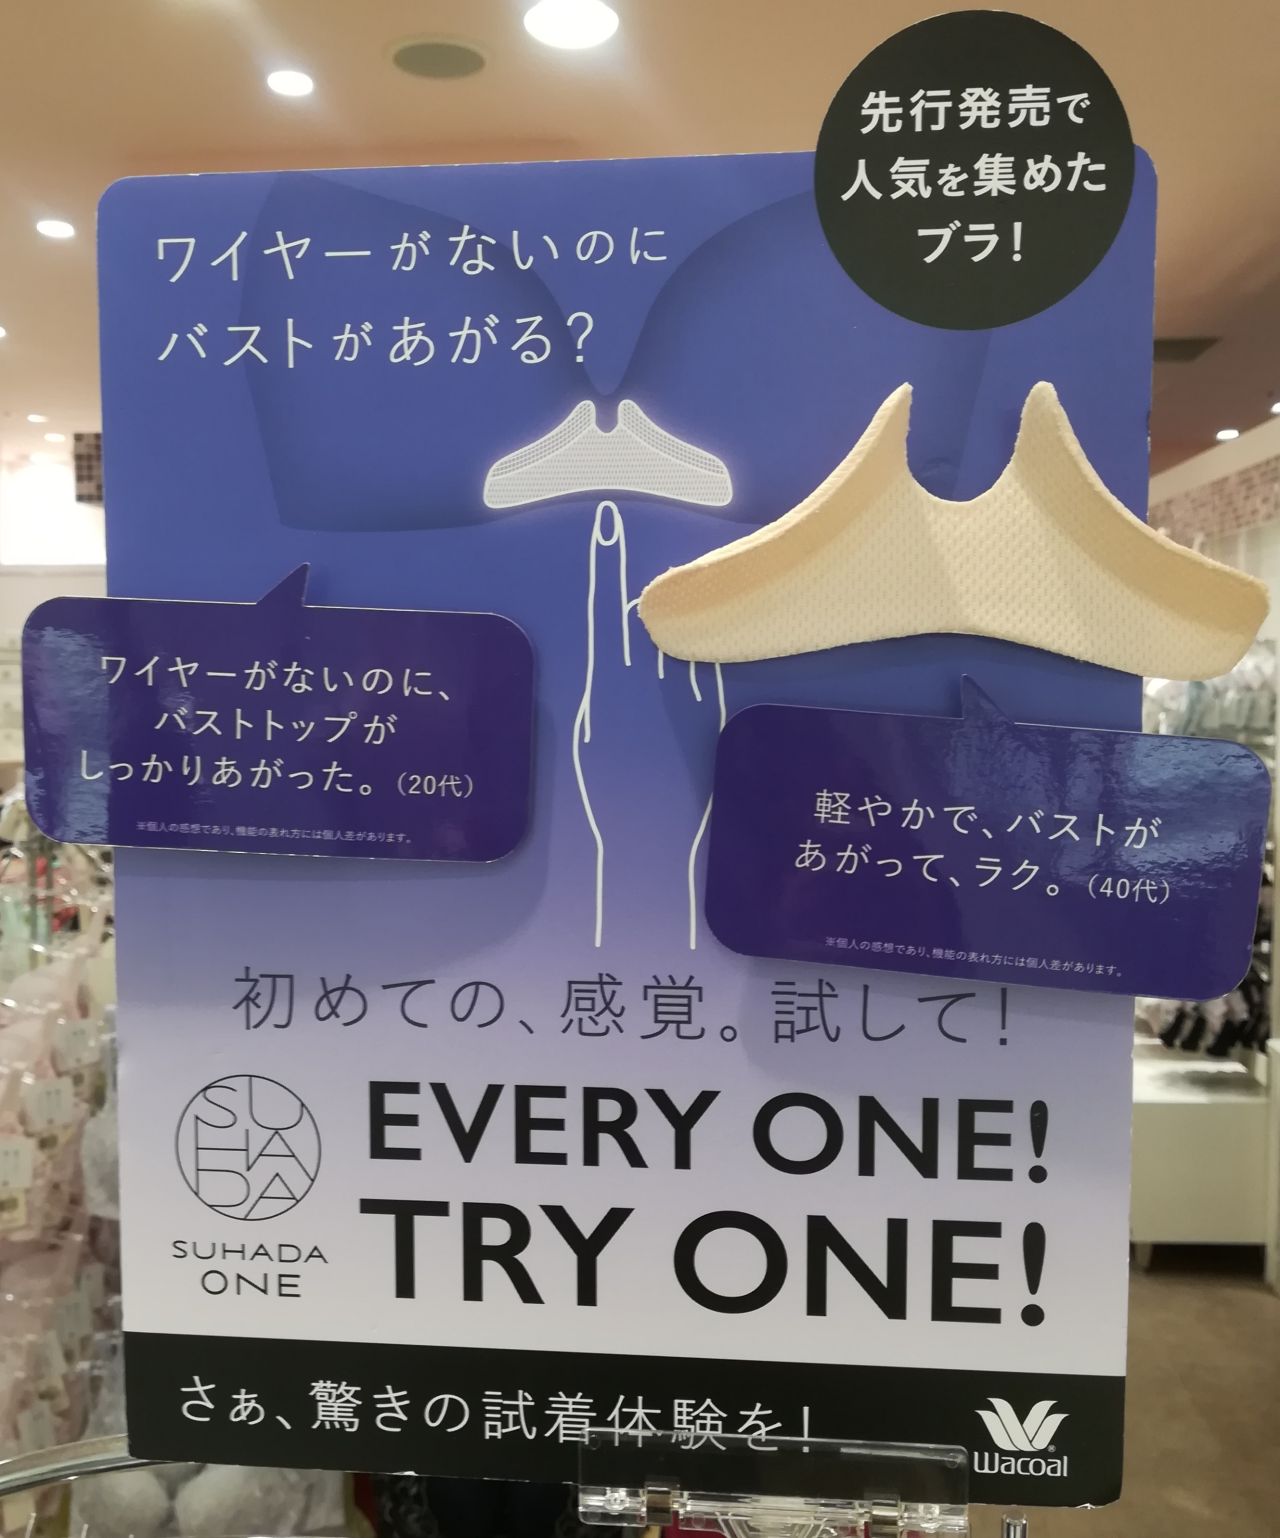 先行発売で
人気を集めた
ブラ!
ワイヤーがないのに
バストがあがる?
ワイヤーがないのに、
バストトップが
しっかりあがった。(20代)
※個人の感想であり、機能の表れ方には個人差があります。
軽やかで、バストが
あがって、ラク。(40代)
※個人の感想であり、機能の表れ方には個人差があります。
初めての、感覚。試して!
SUHADA
SUHADA
ONE
EVERY ONE!
TRY ONE!
さぁ、驚きの試着体験を!
Wacoal